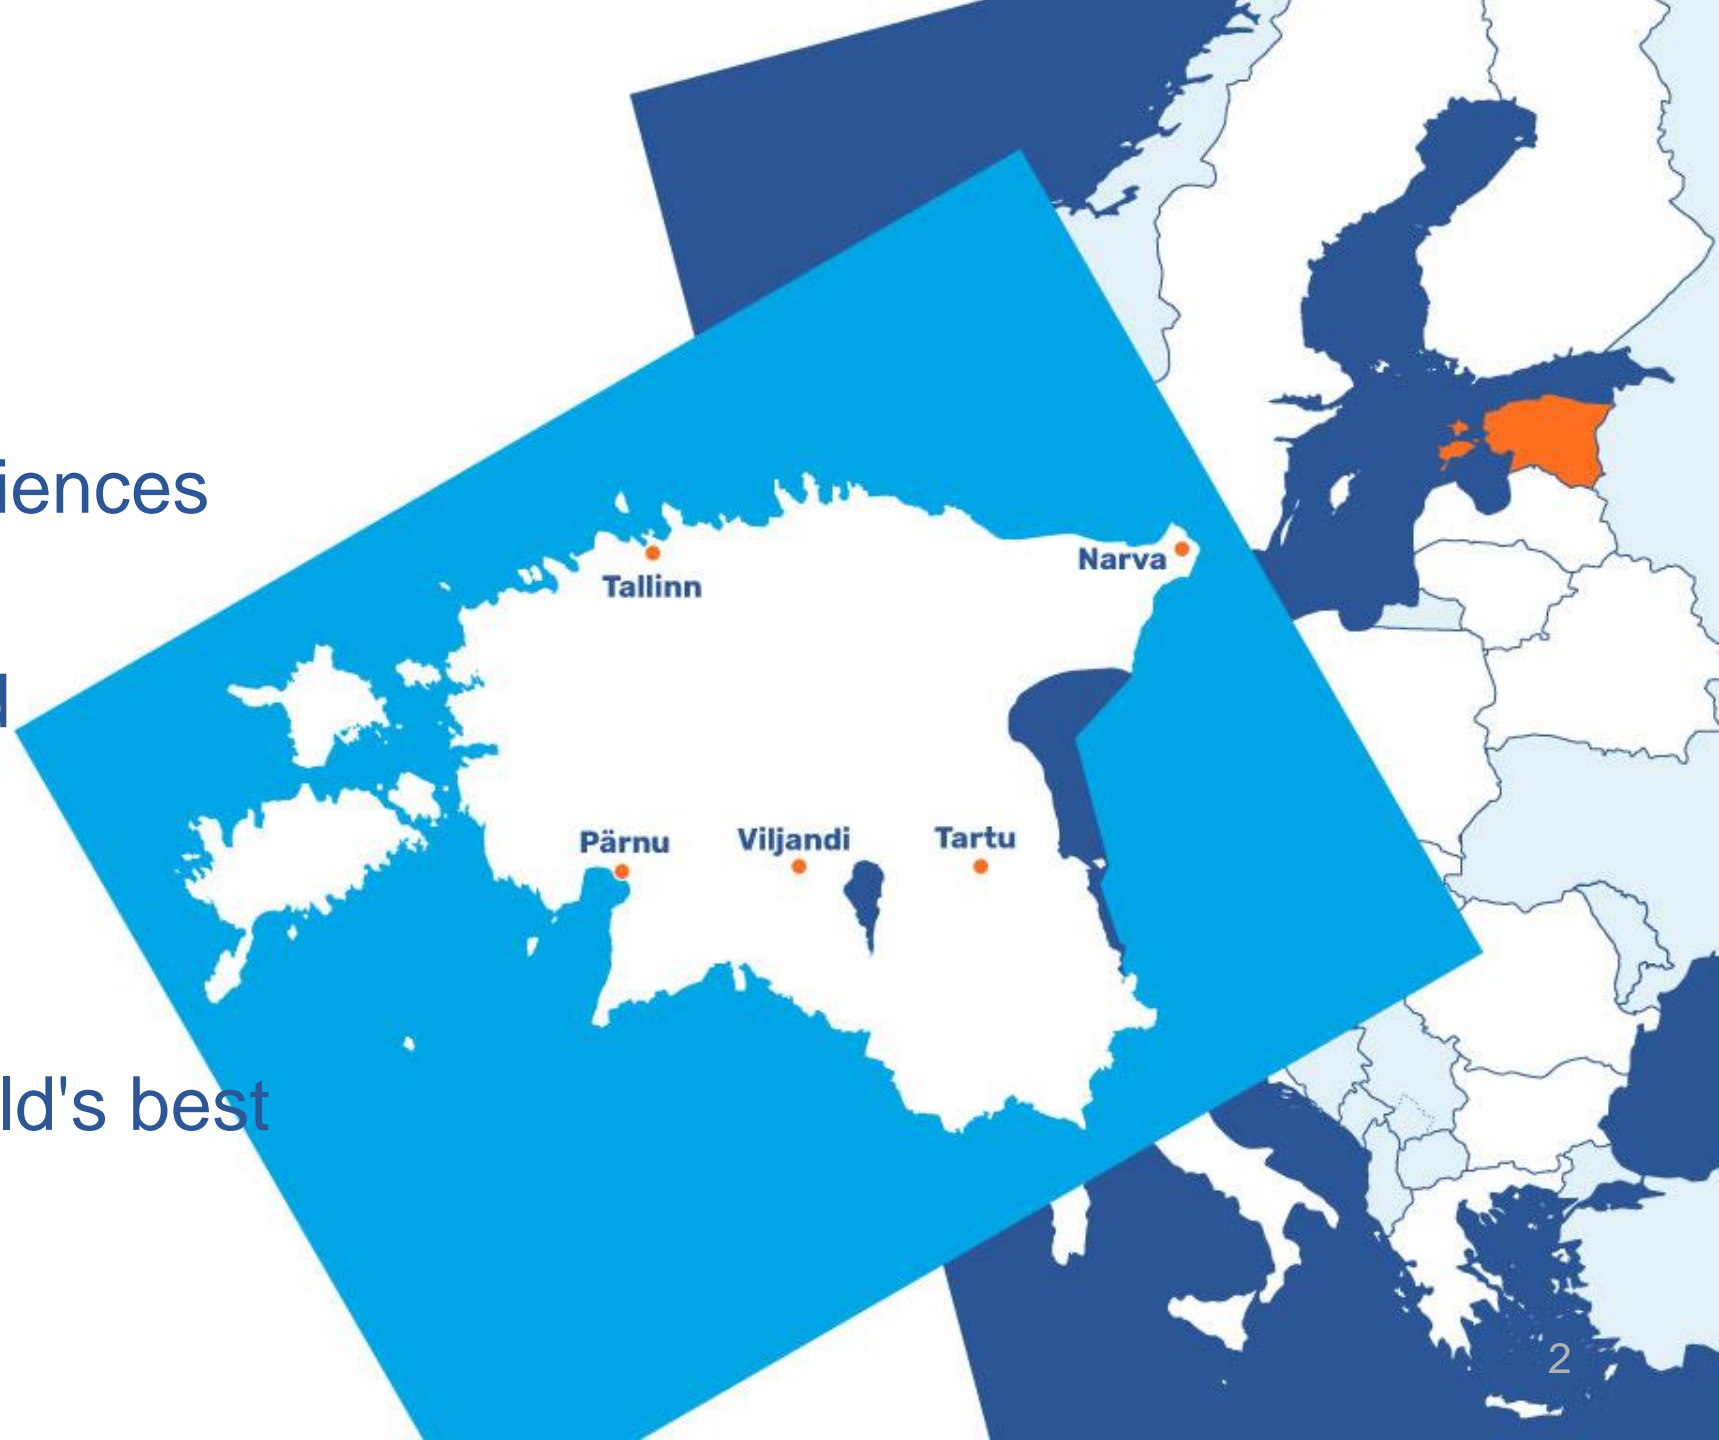 iences
Narva
Tallinn
d
Pärnu
Viljandi
Tartu
ld's best
2